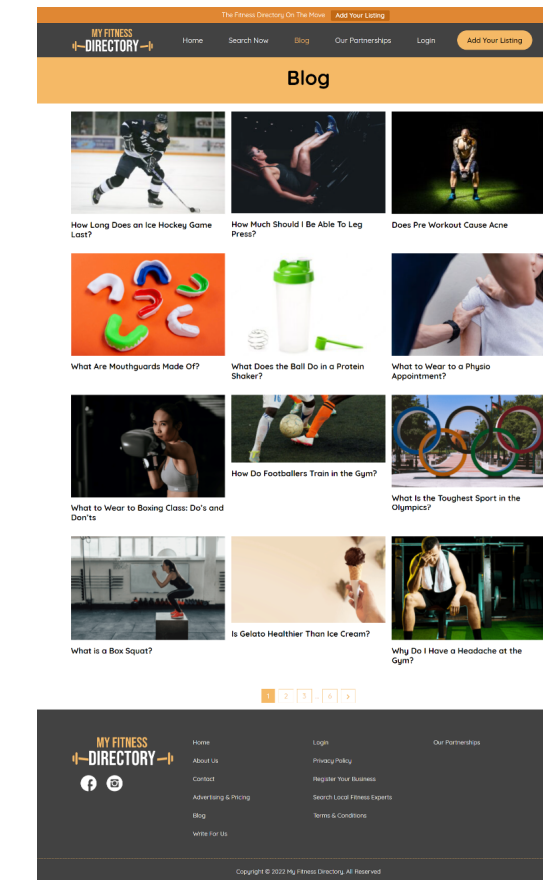 The Fitness Directory On The Move Add Your Listing
MY FITNESS
DIRECTORY
Home Search Now Blog Our Partnerships Login Add Your Listing
Blog
How Long Does an Ice Hockey Game
Last?
How Much Should I Be Able To Leg
Press?
Does Pre Workout Cause Acne
What Are Mouthguards Made Of?
What Does the Ball Do in a Protein
Shaker?
What to Wear to a Physio
Appointment?
What to Wear to Boxing Class: Do's and
Don'ts
How Do Footballers Train in the Gym?
What Is the Toughest Sport in the
Olympics?
What is a Box Squat?
Is Gelato Healthier Than Ice Cream?
Why Do I Have a Headache at the
Gym?
1 2 3 … 6 >
MY FITNESS
DIRECTORY
Home
About Us
Contact
Advertising & Pricing
Blog
Write For Us
Login
Privacy Policy
Register Your Business
Search Local Fitness Experts
Terms & Conditions
Our Partnerships
Copyright © 2022 My Fitness Directory, All Reserved